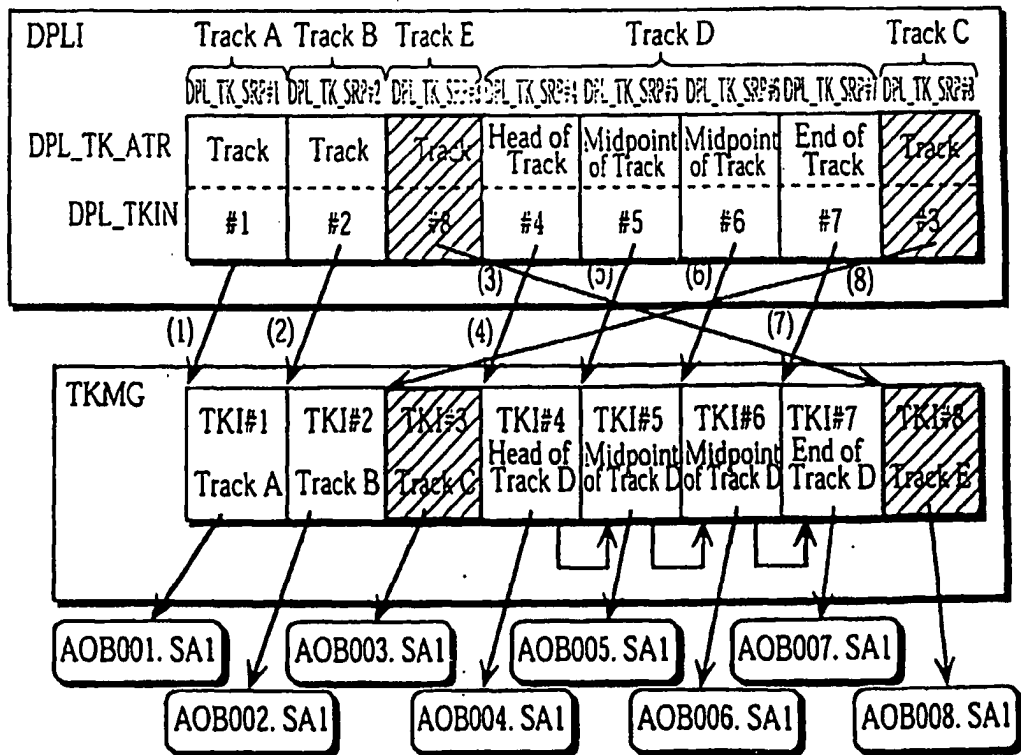 DPLI
Track A Track B Track E Track D Track C
DPL_TK_SRP#1 DPL_TK_SRP#2 DPL_TK_SRP#3 DPL_TK_SRP#4 DPL_TK_SRP#5 DPL_TK_SRP#6 DPL_TK_SRP#7 DPL_TK_SRP#8
DPL_TK_ATR Track Track Track Head of Track Midpoint of Track Midpoint of Track End of Track Track
DPL_TKIN #1 #2 #8 #4 #5 #6 #7 #3
(1) (2) (3) (4) (5) (6) (7) (8)
TKMG
TKI#1 TKI#2 TKI#3 TKI#4 TKI#5 TKI#6 TKI#7 TKI#8
Track A Track B Track C Head of Track D Midpoint of Track D Midpoint of Track D End of Track D Track E
AOB001. SA1 AOB003. SA1 AOB005. SA1 AOB007. SA1
AOB002. SA1 AOB004. SA1 AOB006. SA1 AOB008. SA1